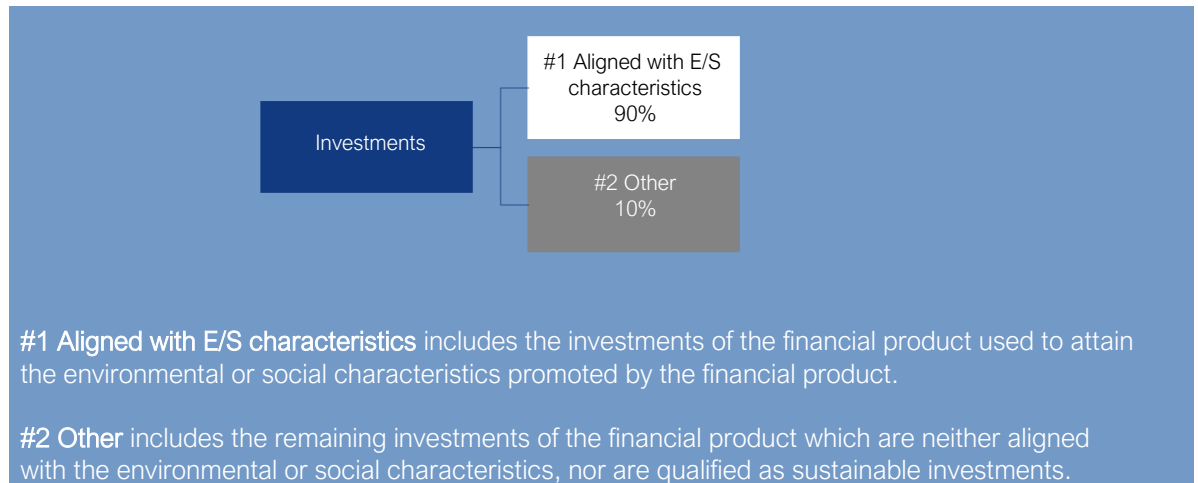 #1 Aligned with E/S
characteristics
90%
Investments
#2 Other
10%
#1 Aligned with E/S characteristics includes the investments of the financial product used to attain
the environmental or social characteristics promoted by the financial product.
#2 Other includes the remaining investments of the financial product which are neither aligned
with the environmental or social characteristics, nor are qualified as sustainable investments.